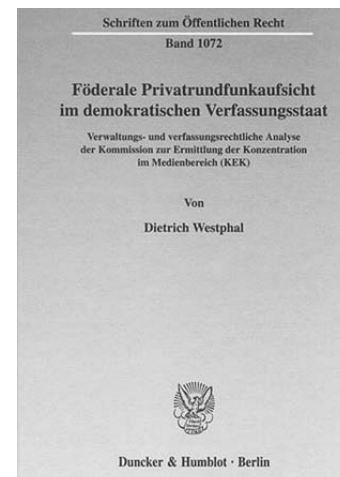 Schriften zum Öffentlichen Recht
Band 1072
Föderale Privatrundfunkaufsicht
im demokratischen Verfassungsstaat
Verwaltungs- und verfassungsrechtliche Analyse
der Kommission zur Ermittlung der Konzentration
im Medienbereich (KEK)
Von
Dietrich Westphal
Duncker & Humblot · Berlin